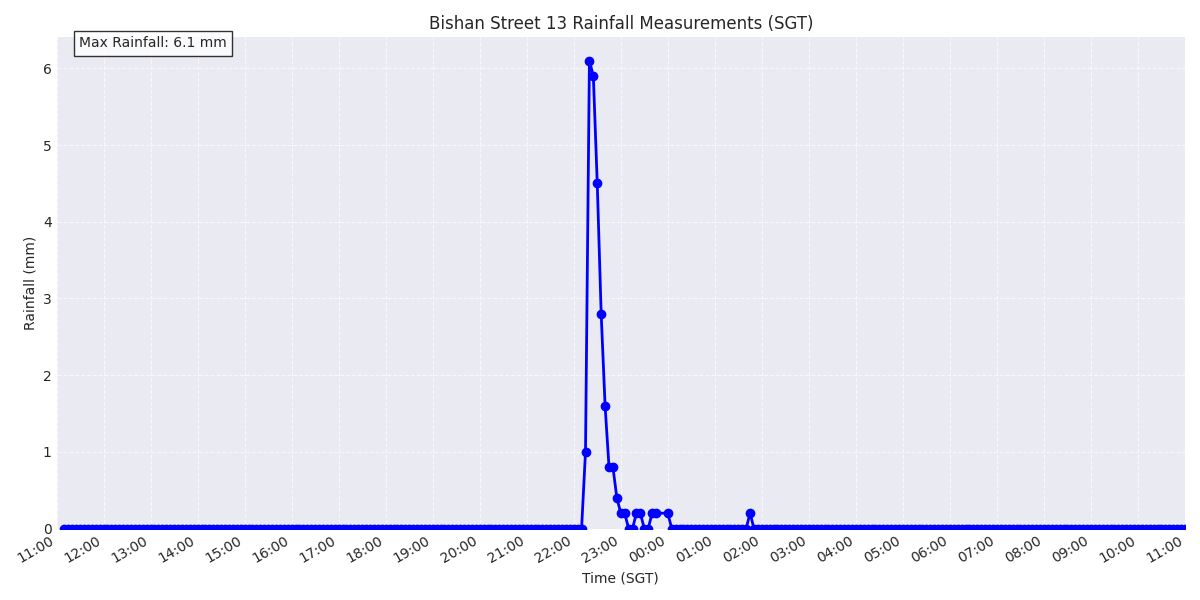 Bishan Street 13 Rainfall Measurements (SGT)
Max Rainfall: 6.1 mm
6
5
4
3
2
1
0
Rainfall (mm)
11:00 12:00 13:00 14:00 15:00 16:00 17:00 18:00 19:00 20:00 21:00 22:00 23:00 00:00 01:00 02:00 03:00 04:00 05:00 06:00 07:00 08:00 09:00 10:00 11:00
Time (SGT)